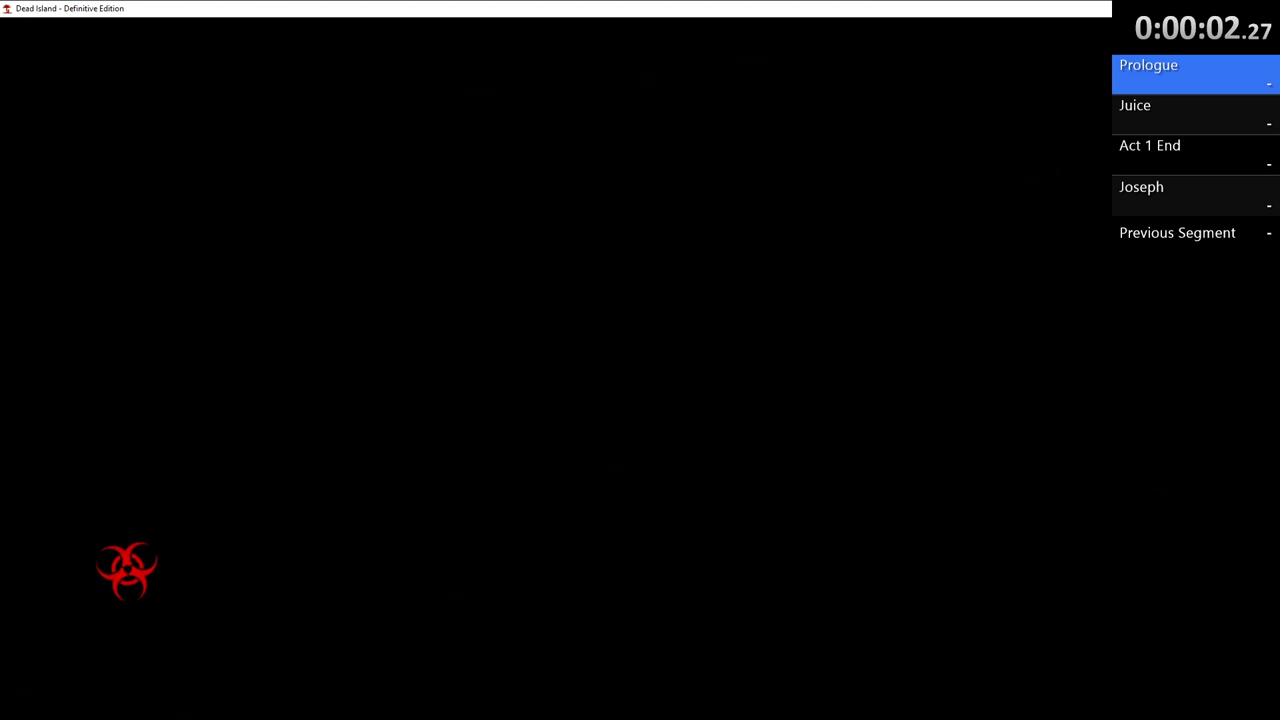 Dead Island - Definitive Edition
0:00:02.27
Prologue
-
Juice
-
Act 1 End
-
Joseph
-
Previous Segment -